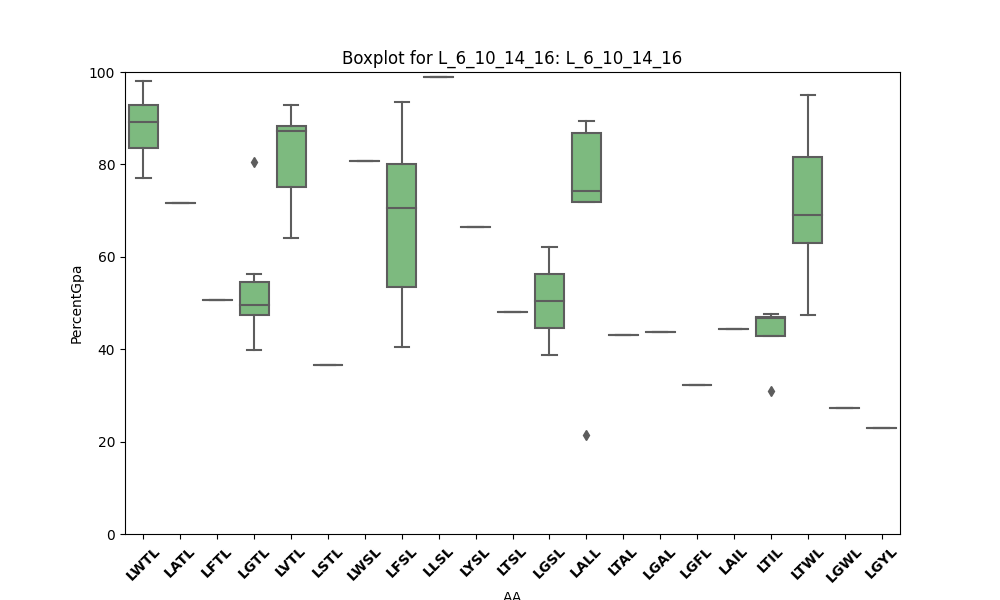 Boxplot for L_6_10_14_16: L_6_10_14_16
100
80
60
40
20
0
PercentGpa
LWTL LATL LFTL LGTL LVTL LSTL LWSL LFSL LLSL LYSL LTSL LGSL LALL LTAL LGAL LGFL LAIL LTIL LTWL LGWL LGYL
AA